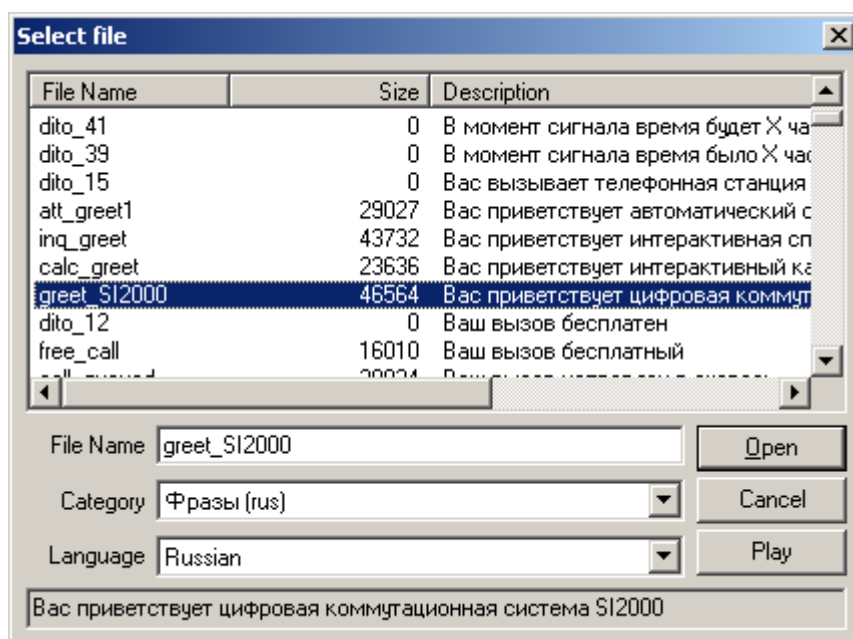 Select file
File Name Size Description
dito_41 0 В момент сигнала время будет X ча
dito_39 0 В момент сигнала время было X час
dito_15 0 Вас вызывает телефонная станция
att_greet1 29027 Вас приветствует автоматический
inq_greet 43732 Вас приветствует интерактивная сп
calc_greet 23636 Вас приветствует интерактивный ка
greet_SI2000 46564 Вас приветствует цифровая коммут
dito_12 0 Ваш вызов бесплатен
free_call 16010 Ваш вызов бесплатный
File Name greet_SI2000 Open
Category Фразы (rus) Cancel
Language Russian Play
Вас приветствует цифровая коммутационная система SI2000